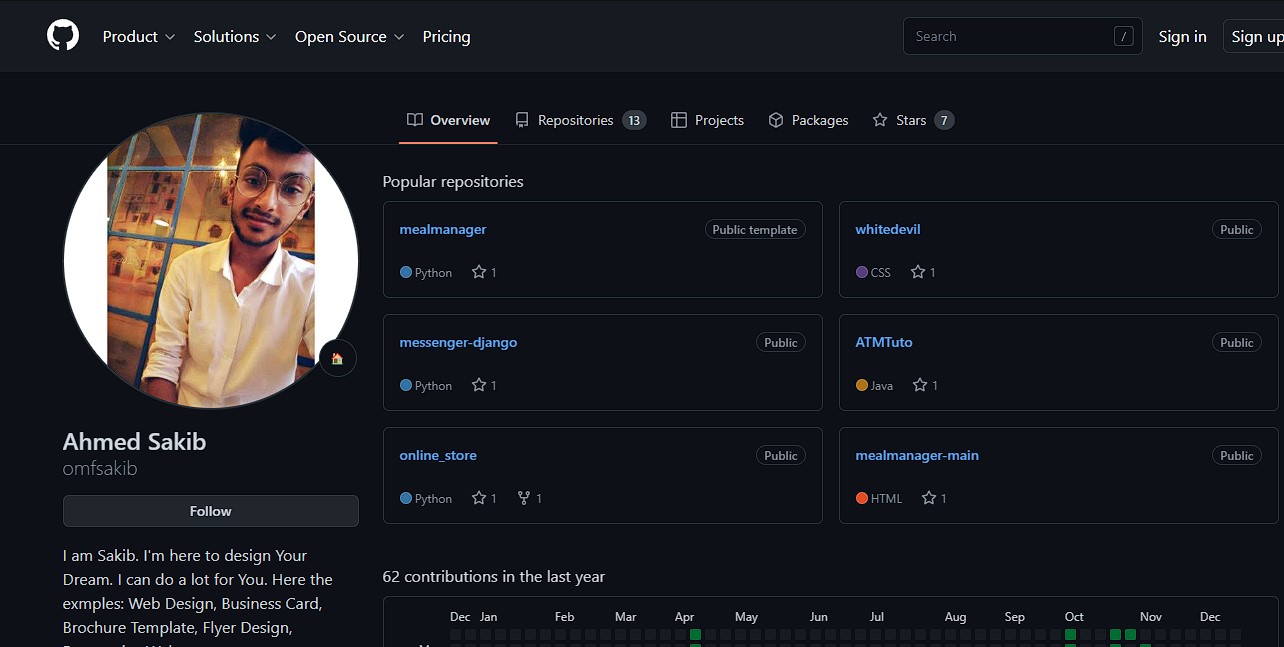 Product Solutions Open Source Pricing Search / Sign in Sign up
Overview Repositories 13 Projects Packages Stars 7
Popular repositories
mealmanager Public template
Python 1
whitedevil Public
CSS 1
messenger-django Public
Python 1
ATMTuto Public
Java 1
online_store Public
Python 1 1
mealmanager-main Public
HTML 1
Ahmed Sakib
omfsakib
Follow
I am Sakib. I'm here to design Your
Dream. I can do a lot for You. Here the
exmples: Web Design, Business Card,
Brochure Template, Flyer Design,
62 contributions in the last year
Dec Jan Feb Mar Apr May Jun Jul Aug Sep Oct Nov Dec